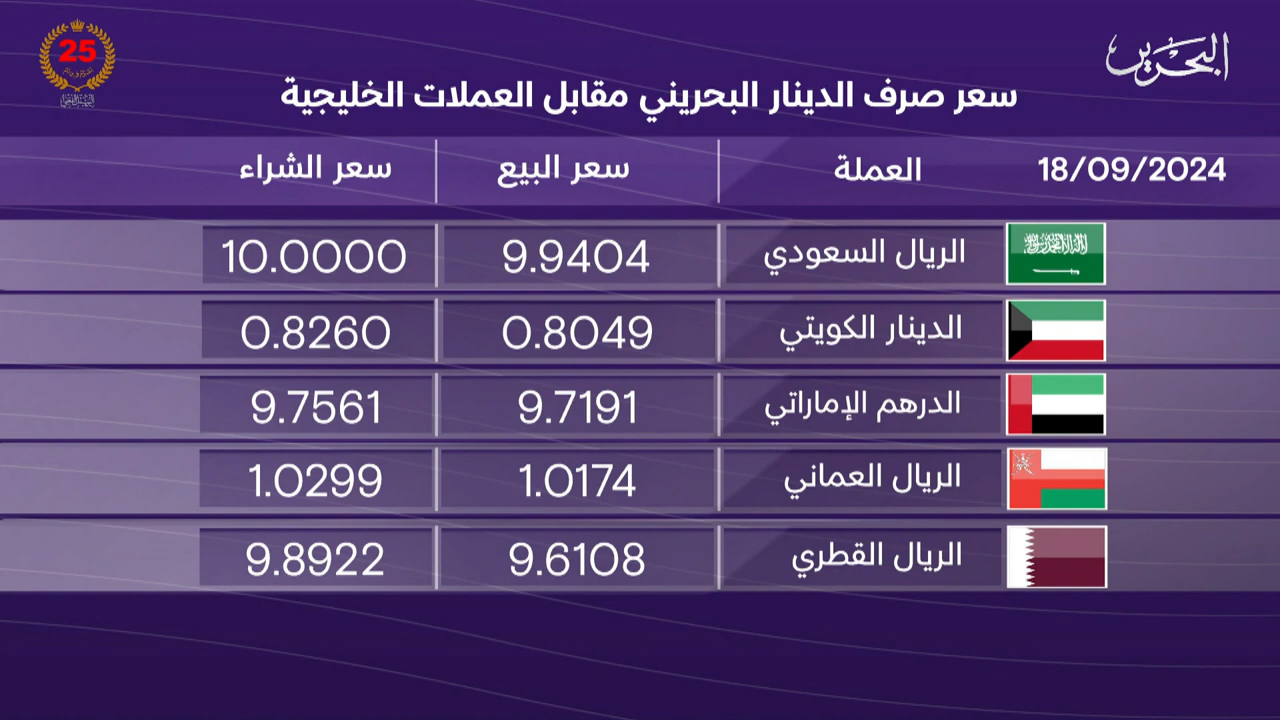 البحرين
25
سعر صرف الدينار البحريني مقابل العملات الخليجية
18/09/2024 العملة سعر البيع سعر الشراء
الريال السعودي 9.9404 10.0000
الدينار الكويتي 0.8049 0.8260
الدرهم الإماراتي 9.7191 9.7561
الريال العماني 1.0174 1.0299
الريال القطري 9.6108 9.8922